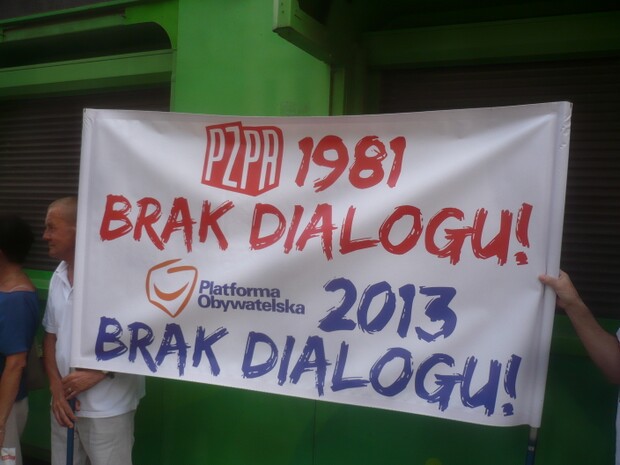 PZPR 1981
BRAK DIALOGU!
Platforma
Obywatelska 2013
BRAK DIALOGU!